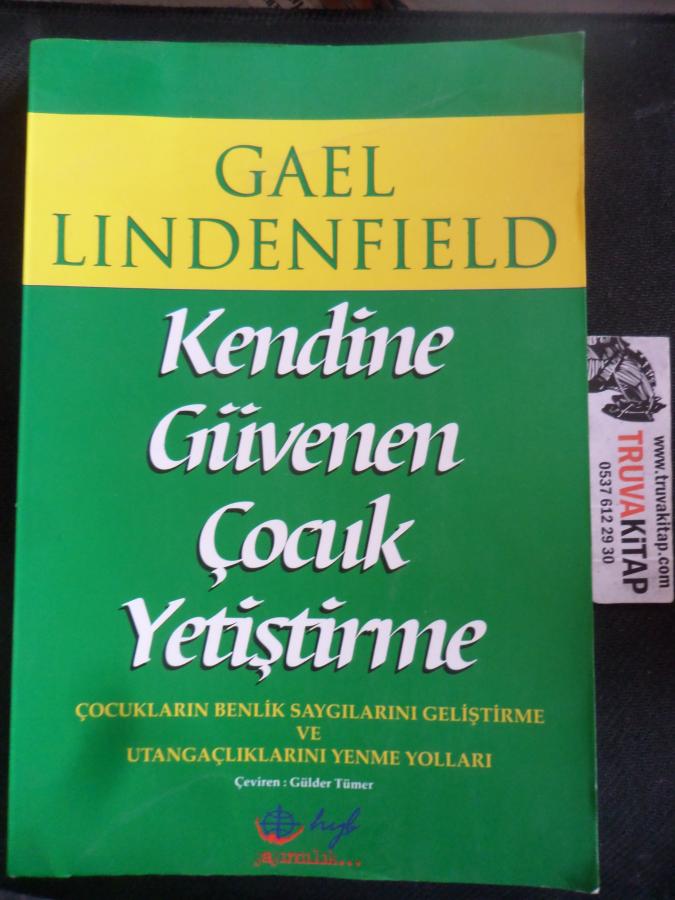 GAEL
LINDENFIELD
Kendine
Güvenen
Çocuk
Yetiştirme
ÇOCUKLARIN BENLİK SAYGILARINI GELİŞTİRME
VE
UTANGAÇLIKLARINI YENME YOLLARI
Çeviren : Gülder Tümer
hyb
yayıncılık...
www.truvakitap.com
TRUVAKİTAP
0537 612 29 30